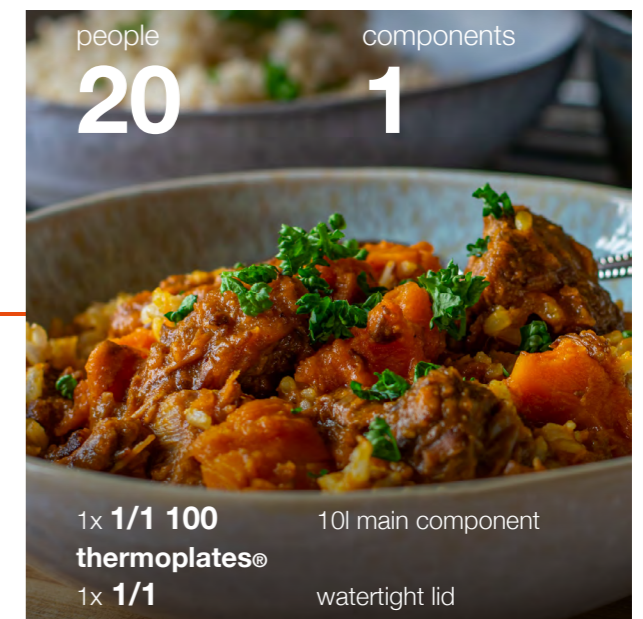 people components
20 1
1x 1/1 100 10l main component
thermoplates®
1x 1/1 watertight lid